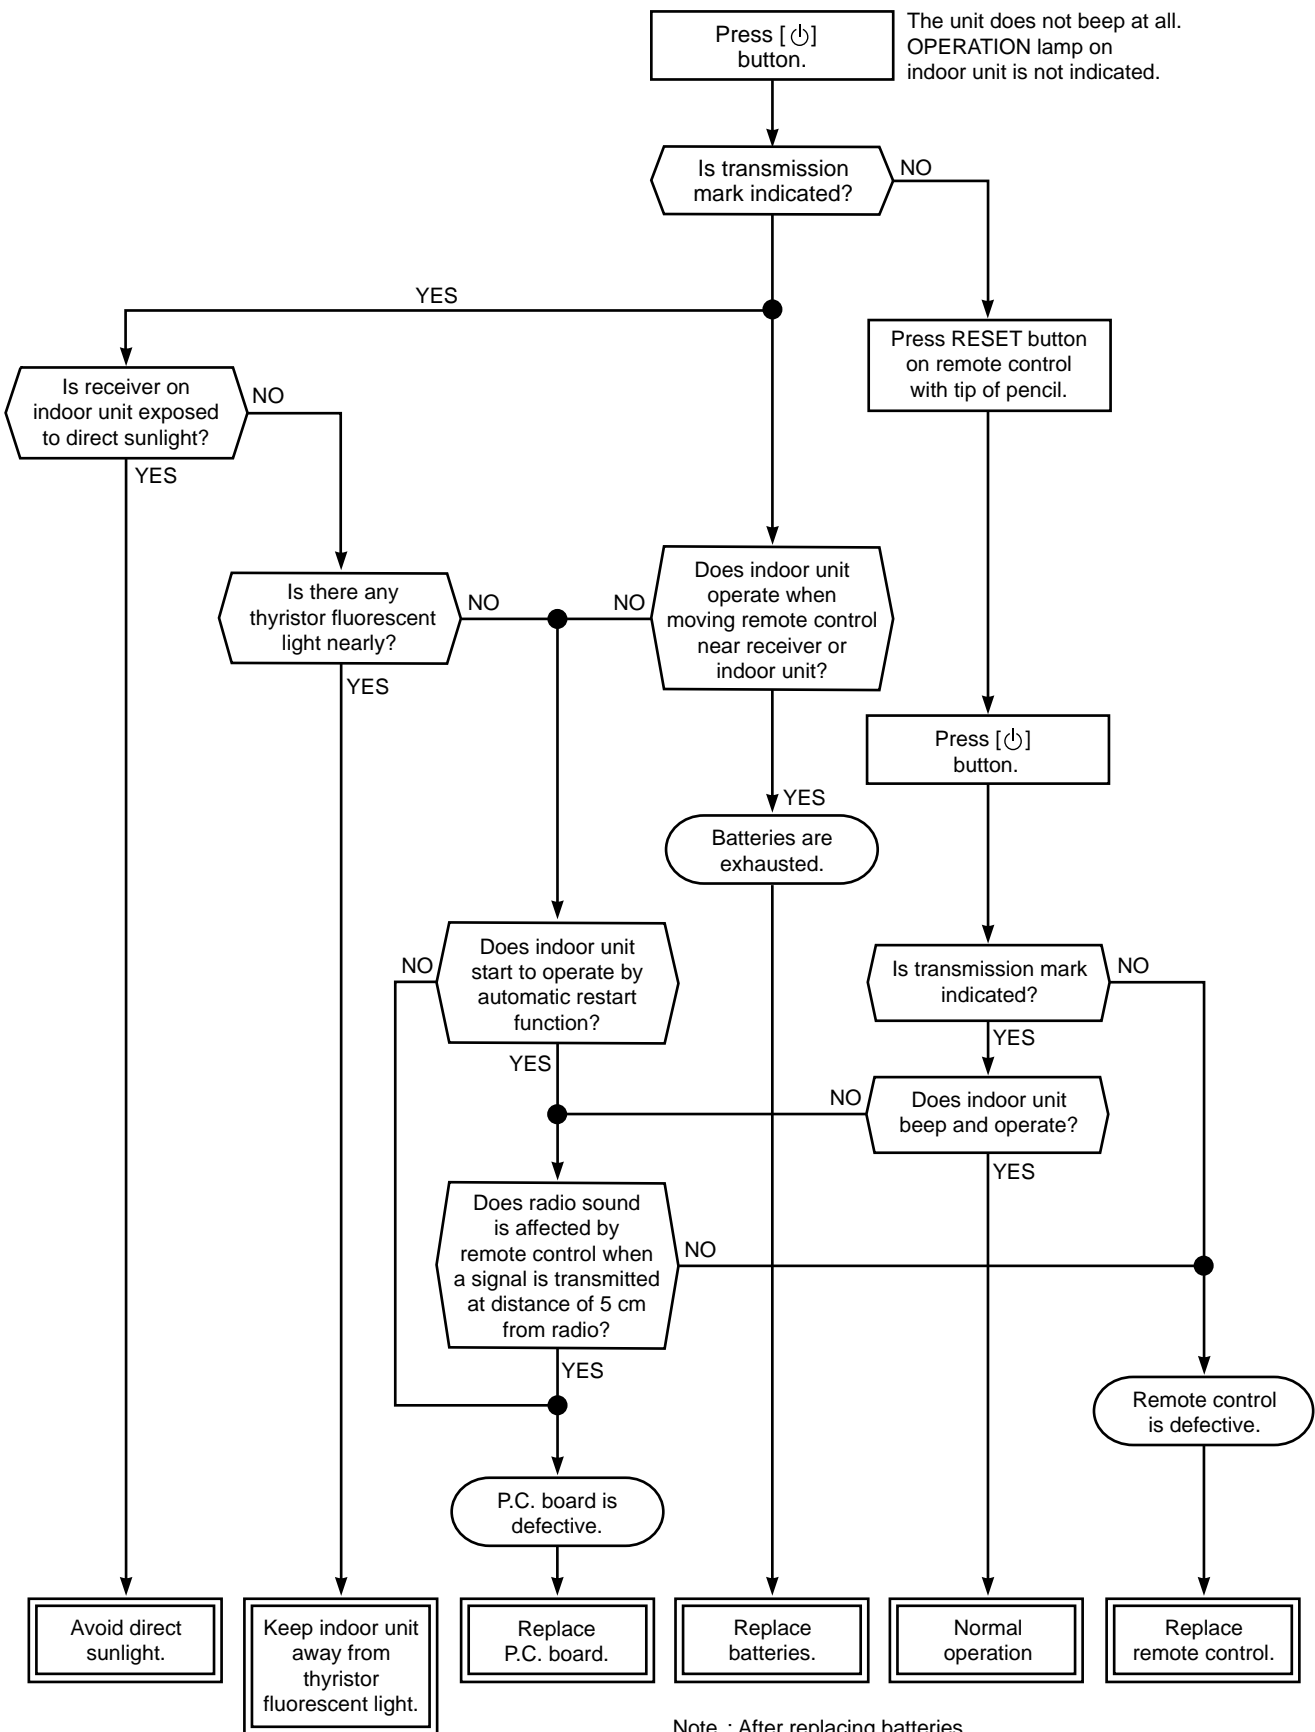 Press [⏻]
button.
The unit does not beep at all.
OPERATION lamp on
indoor unit is not indicated.
Is transmission
mark indicated?
NO
YES
Press RESET button
on remote control
with tip of pencil.
Is receiver on
indoor unit exposed
to direct sunlight?
NO
YES
Is there any
thyristor fluorescent
light nearly?
NO
YES
Does indoor unit
operate when
moving remote control
near receiver or
indoor unit?
NO
YES
Press [⏻]
button.
Batteries are
exhausted.
Does indoor unit
start to operate by
automatic restart
function?
NO
YES
Is transmission mark
indicated?
NO
YES
Does indoor unit
beep and operate?
NO
YES
Does radio sound
is affected by
remote control when
a signal is transmitted
at distance of 5 cm
from radio?
NO
YES
Remote control
is defective.
P.C. board is
defective.
Avoid direct
sunlight.
Keep indoor unit
away from
thyristor
fluorescent light.
Replace
P.C. board.
Replace
batteries.
Normal
operation
Replace
remote control.
Note : After replacing batteries,